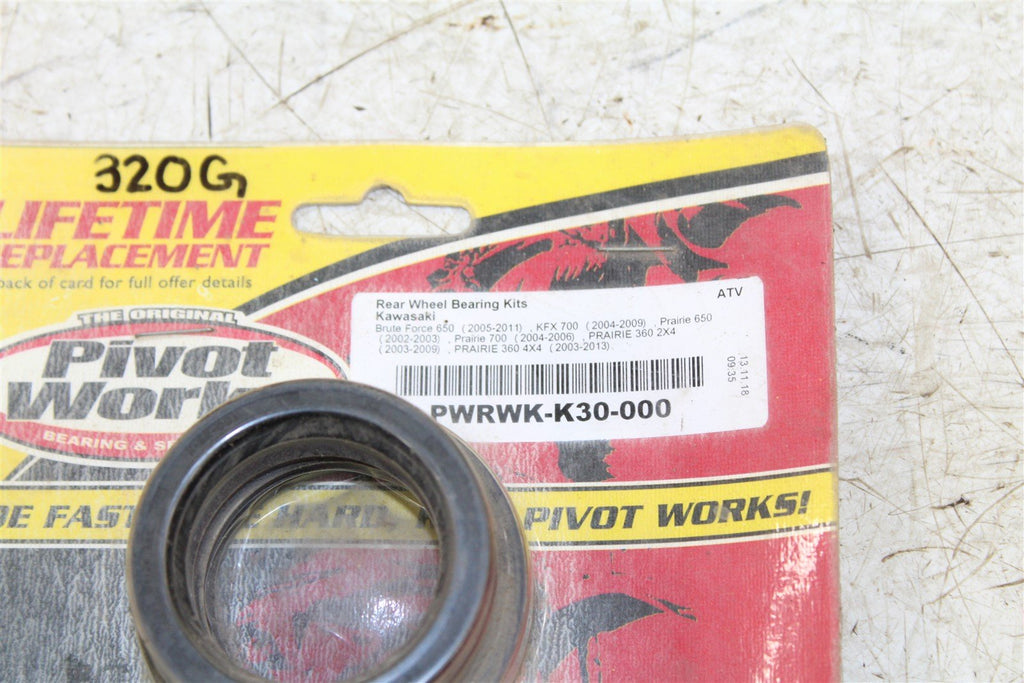 320G
LIFETIME
REPLACEMENT
back of card for full offer details
THE ORIGINAL
Pivot
Works
BEARING &
Rear Wheel Bearing Kits
ATV
Kawasaki
Brute Force 650 (2005-2011) , KFX 700 (2004-2009) , Prairie 650
(2002-2003) , Prairie 700 (2004-2006) , PRAIRIE 360 2X4
(2003-2009) , PRAIRIE 360 4X4 (2003-2013)
13.11.18
09:35
PWRWK-K30-000
HARD. PIVOT WORKS!